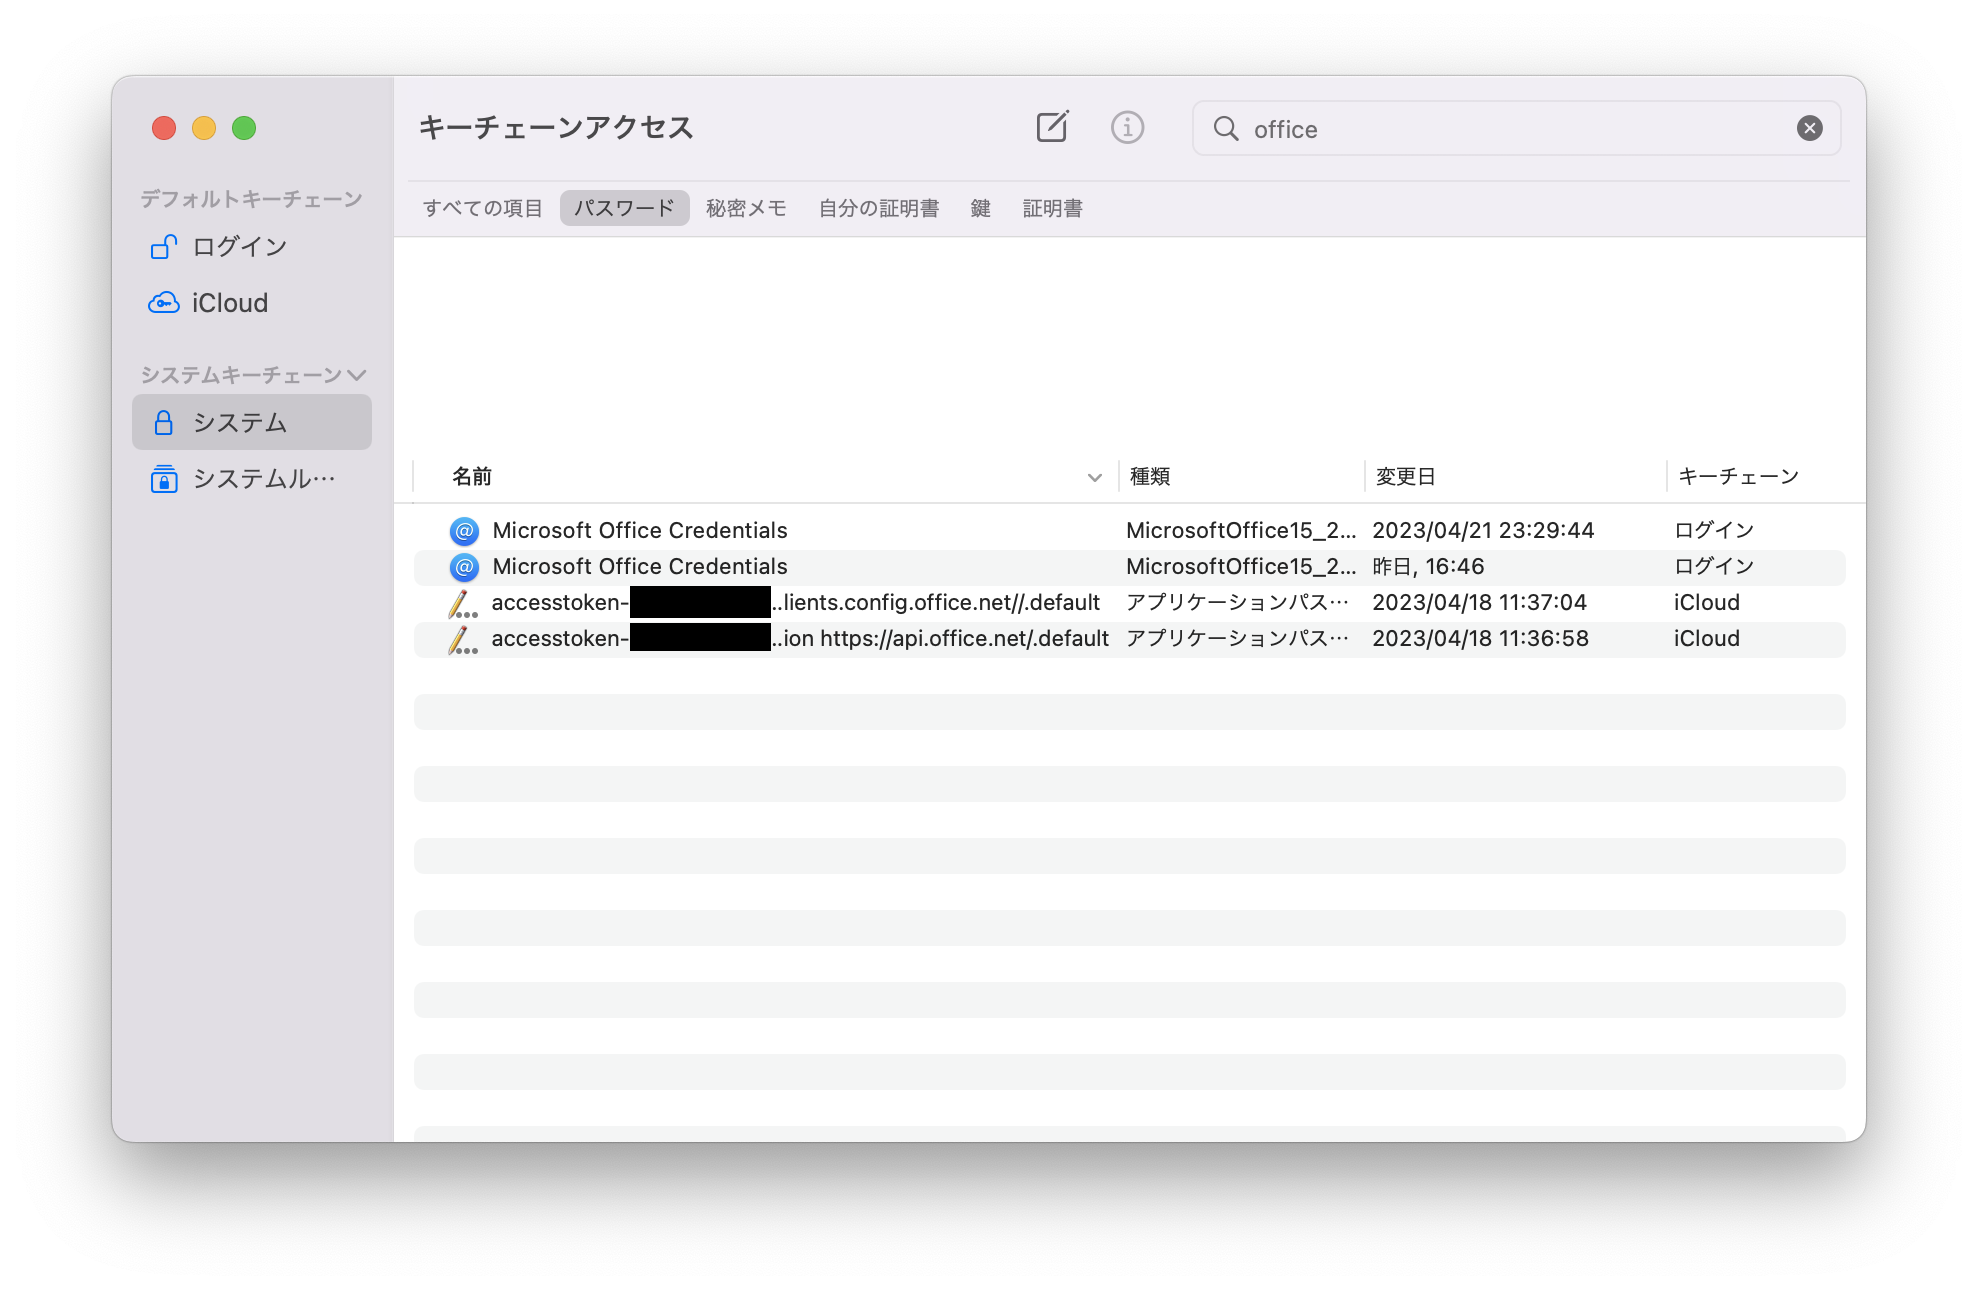 キーチェーンアクセス
office
デフォルトキーチェーン
ログイン
iCloud
システムキーチェーン
システム
システムル…
すべての項目 パスワード 秘密メモ 自分の証明書 鍵 証明書
名前 種類 変更日 キーチェーン
Microsoft Office Credentials MicrosoftOffice15_2... 2023/04/21 23:29:44 ログイン
Microsoft Office Credentials MicrosoftOffice15_2... 昨日, 16:46 ログイン
accesstoken- ..lients.config.office.net//.default アプリケーションパス… 2023/04/18 11:37:04 iCloud
accesstoken- ..ion https://api.office.net/.default アプリケーションパス… 2023/04/18 11:36:58 iCloud